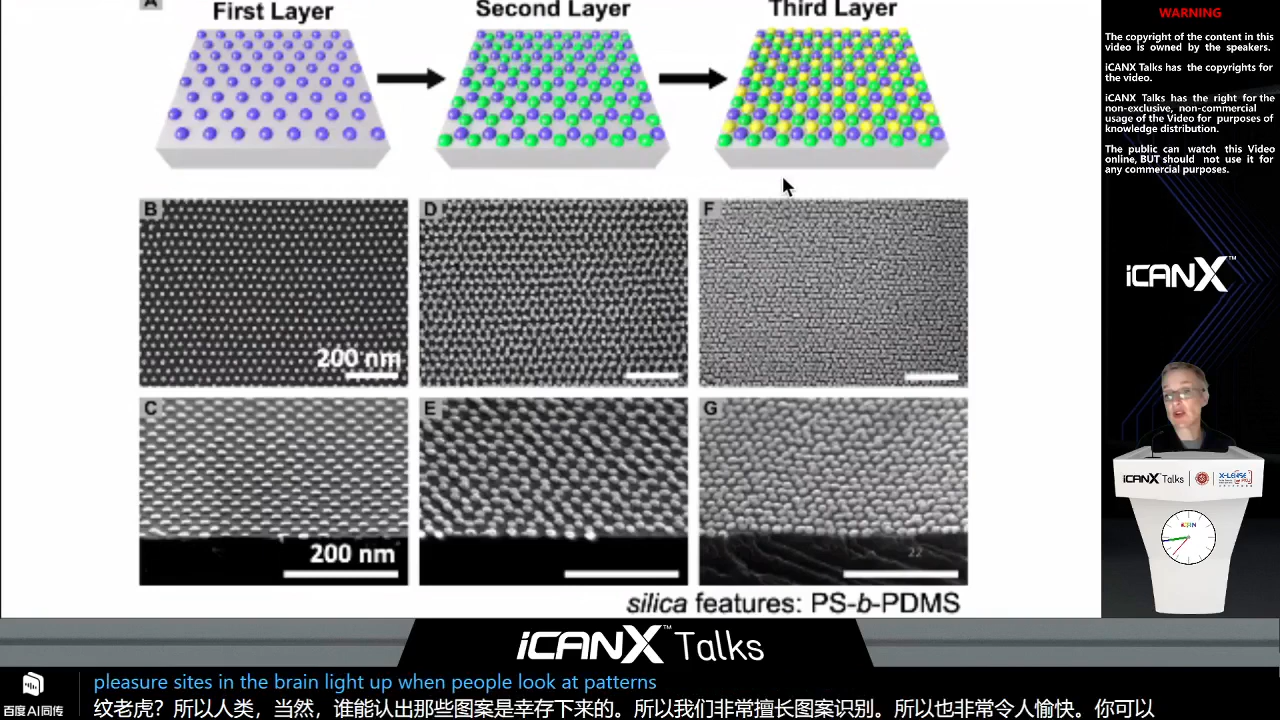 A
First Layer
Second Layer
Third Layer
B
D
F
200 nm
C
E
G
200 nm
22
silica features: PS-b-PDMS
WARNING
The copyright of the content in this
video is owned by the speakers.
iCANX Talks has the copyrights for
the video.
iCANX Talks has the right for the
non-exclusive, non-commercial
usage of the Video for purposes of
knowledge distribution.
The public can watch this Video
online, BUT should not use it for
any commercial purposes.
iCANX™
iCANX Talks
iCANX™ Talks
百度AI同传
pleasure sites in the brain light up when people look at patterns
纹老虎？所以人类，当然，谁能认出那些图案是幸存下来的。所以我们非常擅长图案识别。所以也非常令人愉快。你可以